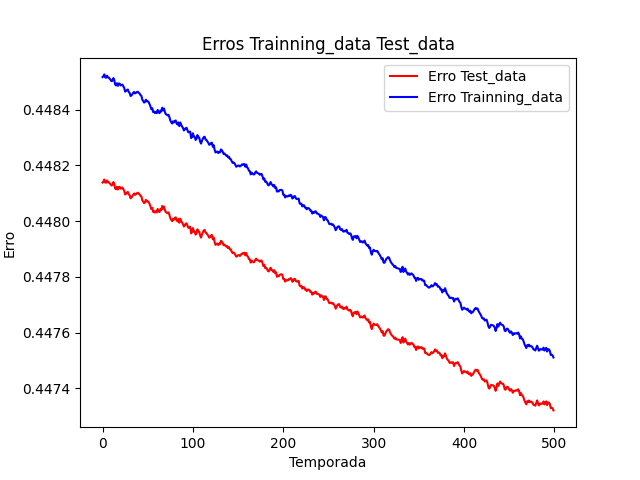 Erros Trainning_data Test_data
Erro Test_data
Erro Trainning_data
0.4484
0.4482
0.4480
0.4478
0.4476
0.4474
Erro
0
100
200
300
400
500
Temporada